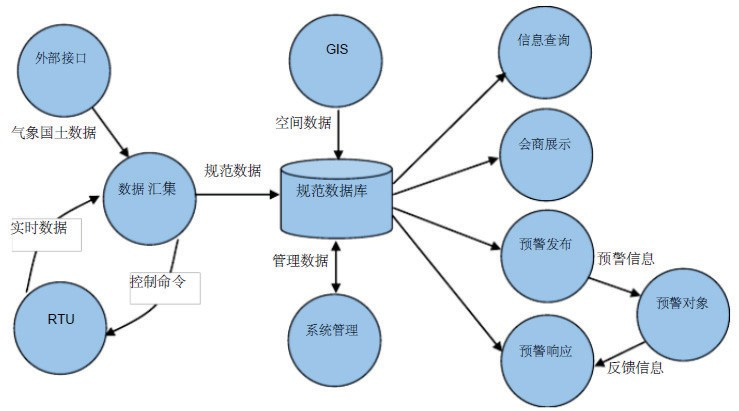 外部接口
GIS
信息查询
气象国土数据
空间数据
会商展示
数据 汇集
规范数据
规范数据库
实时数据
控制命令
管理数据
预警发布
预警信息
预警对象
RTU
系统管理
预警响应
反馈信息